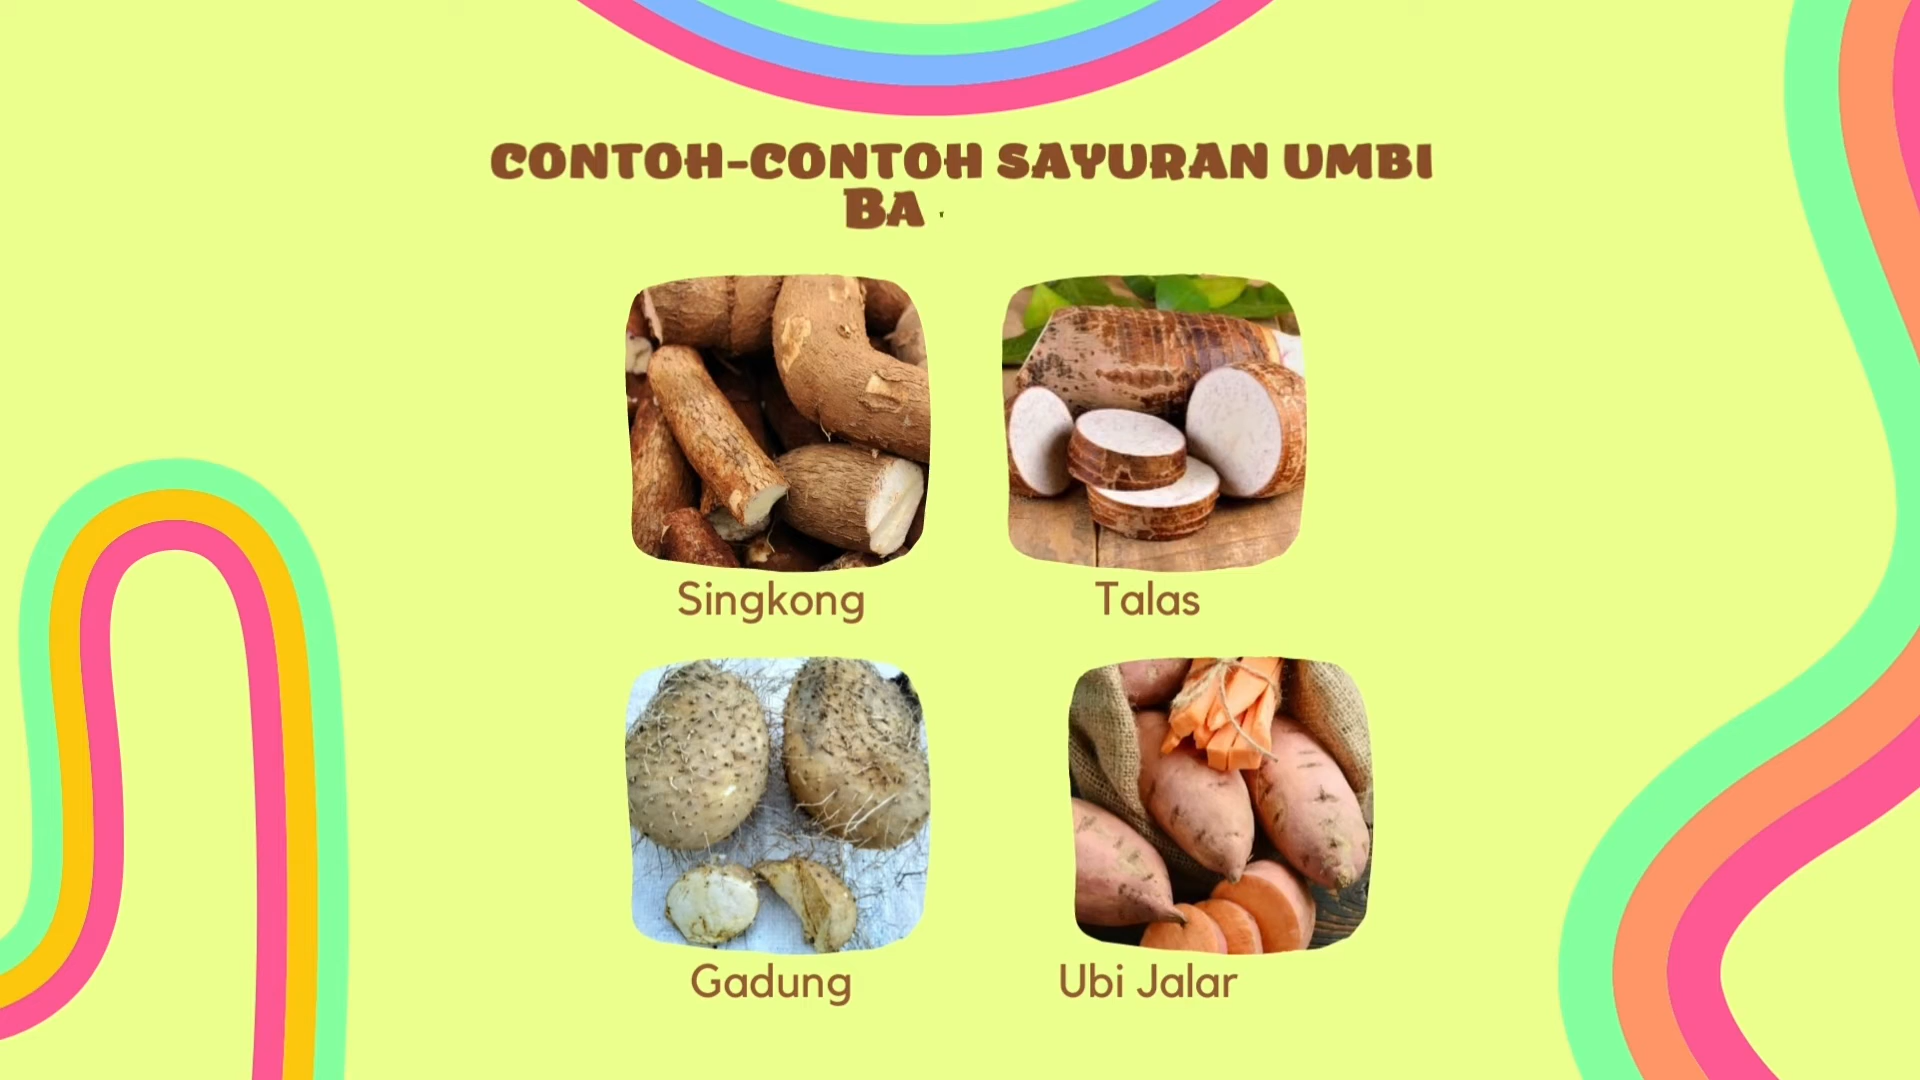 CONTOH-CONTOH SAYURAN UMBI
BA
Singkong
Talas
Gadung
Ubi Jalar